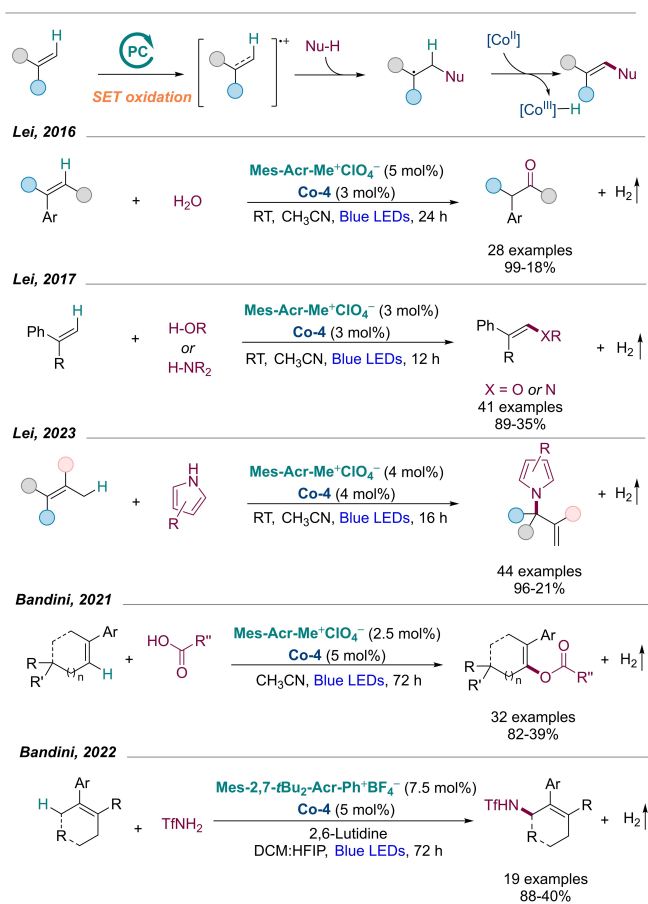 H PC H •+ Nu-H H [Coᴵᴵ]
SET oxidation Nu Nu
[Coᴵᴵᴵ]–H
Lei, 2016
H Mes-Acr-Me⁺ClO₄⁻ (5 mol%) O
+ H₂O Co-4 (3 mol%) + H₂
Ar RT, CH₃CN, Blue LEDs, 24 h Ar
28 examples
99-18%
Lei, 2017
H H-OR Mes-Acr-Me⁺ClO₄⁻ (3 mol%)
Ph + or Co-4 (3 mol%) Ph XR + H₂
R H-NR₂ RT, CH₃CN, Blue LEDs, 12 h R
X = O or N
41 examples
89-35%
Lei, 2023
H R
H + N Mes-Acr-Me⁺ClO₄⁻ (4 mol%) N + H₂
R Co-4 (4 mol%)
RT, CH₃CN, Blue LEDs, 16 h
44 examples
96-21%
Bandini, 2021
Ar HO R" Mes-Acr-Me⁺ClO₄⁻ (2.5 mol%) Ar
R + O Co-4 (5 mol%) R O + H₂
R' ( )n H CH₃CN, Blue LEDs, 72 h R' ( )n O R"
32 examples
82-39%
Bandini, 2022
Ar Mes-2,7-tBu₂-Acr-Ph⁺BF₄⁻ (7.5 mol%) Ar
H R Co-4 (5 mol%) TfHN R
R + TfNH₂ 2,6-Lutidine R + H₂
DCM:HFIP, Blue LEDs, 72 h
19 examples
88-40%